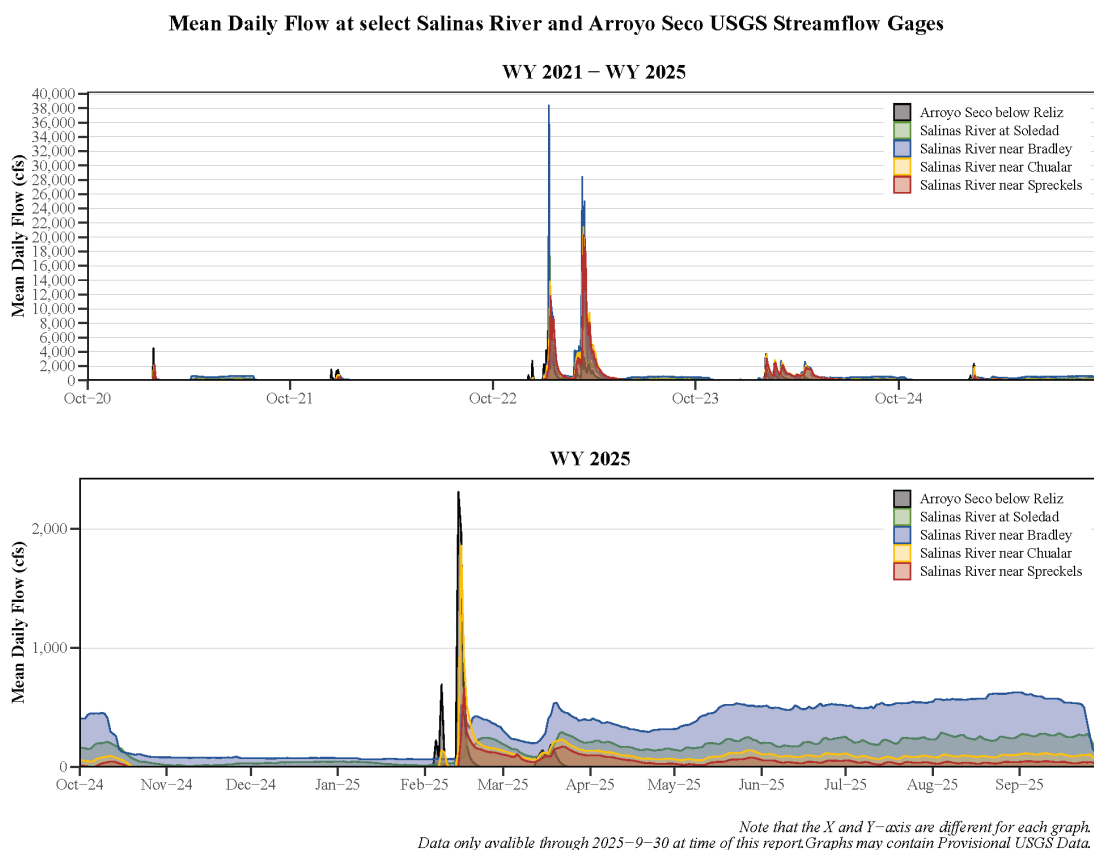 Mean Daily Flow at select Salinas River and Arroyo Seco USGS Streamflow Gages
WY 2021 − WY 2025
Mean Daily Flow (cfs)
40,000
38,000
36,000
34,000
32,000
30,000
28,000
26,000
24,000
22,000
20,000
18,000
16,000
14,000
12,000
10,000
8,000
6,000
4,000
2,000
0
Arroyo Seco below Reliz
Salinas River at Soledad
Salinas River near Bradley
Salinas River near Chualar
Salinas River near Spreckels
Oct−20
Oct−21
Oct−22
Oct−23
Oct−24
WY 2025
Mean Daily Flow (cfs)
2,000
1,000
0
Arroyo Seco below Reliz
Salinas River at Soledad
Salinas River near Bradley
Salinas River near Chualar
Salinas River near Spreckels
Oct−24
Nov−24
Dec−24
Jan−25
Feb−25
Mar−25
Apr−25
May−25
Jun−25
Jul−25
Aug−25
Sep−25
Note that the X and Y−axis are different for each graph.
Data only availible through 2025−9−30 at time of this report.Graphs may contain Provisional USGS Data.